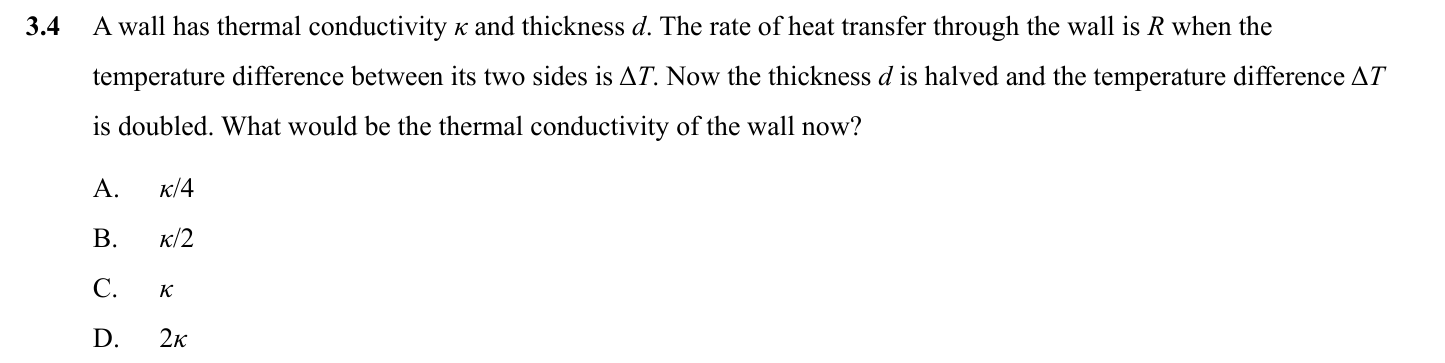 3.4 A wall has thermal conductivity κ and thickness d. The rate of heat transfer through the wall is R when the
temperature difference between its two sides is ΔT. Now the thickness d is halved and the temperature difference ΔT
is doubled. What would be the thermal conductivity of the wall now?
A. κ/4
B. κ/2
C. κ
D. 2κ